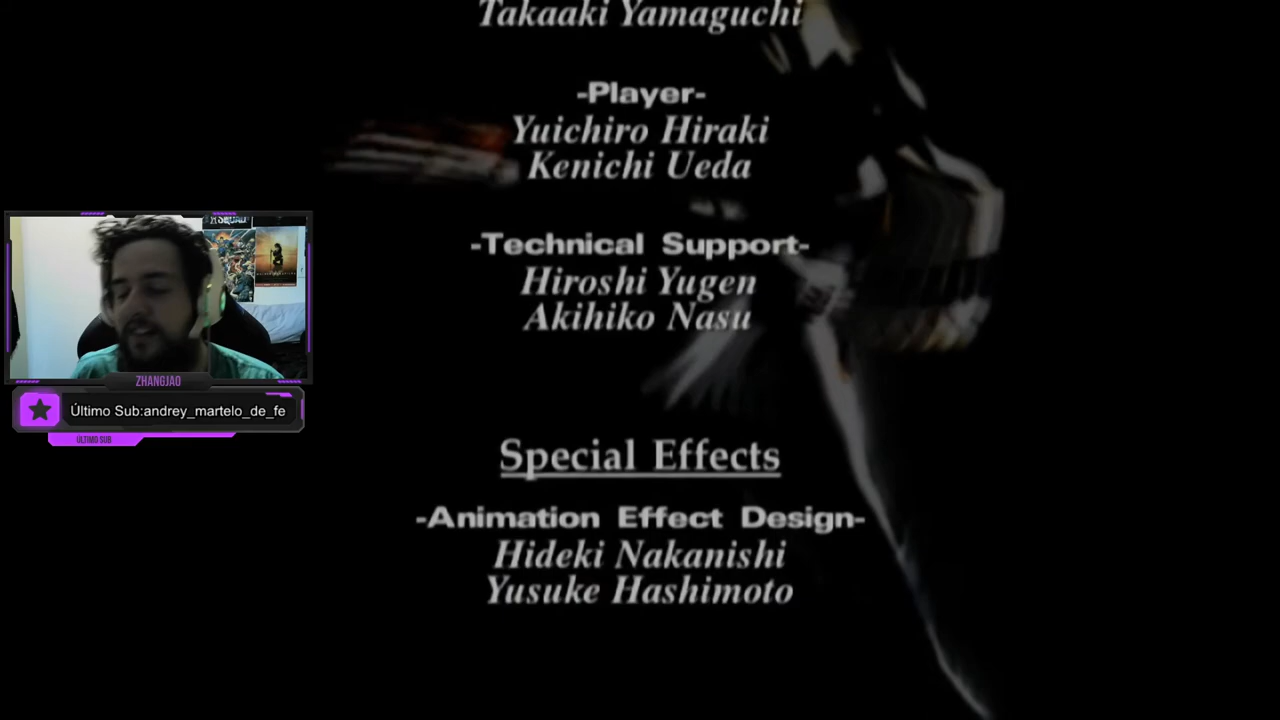 Takaaki Yamaguchi
-Player-
Yuichiro Hiraki
Kenichi Ueda
-Technical Support-
Hiroshi Yugen
Akihiko Nasu
ZHANGJAO
Último Sub:andrey_martelo_de_fe
ÚLTIMO SUB
Special Effects
-Animation Effect Design-
Hideki Nakanishi
Yusuke Hashimoto